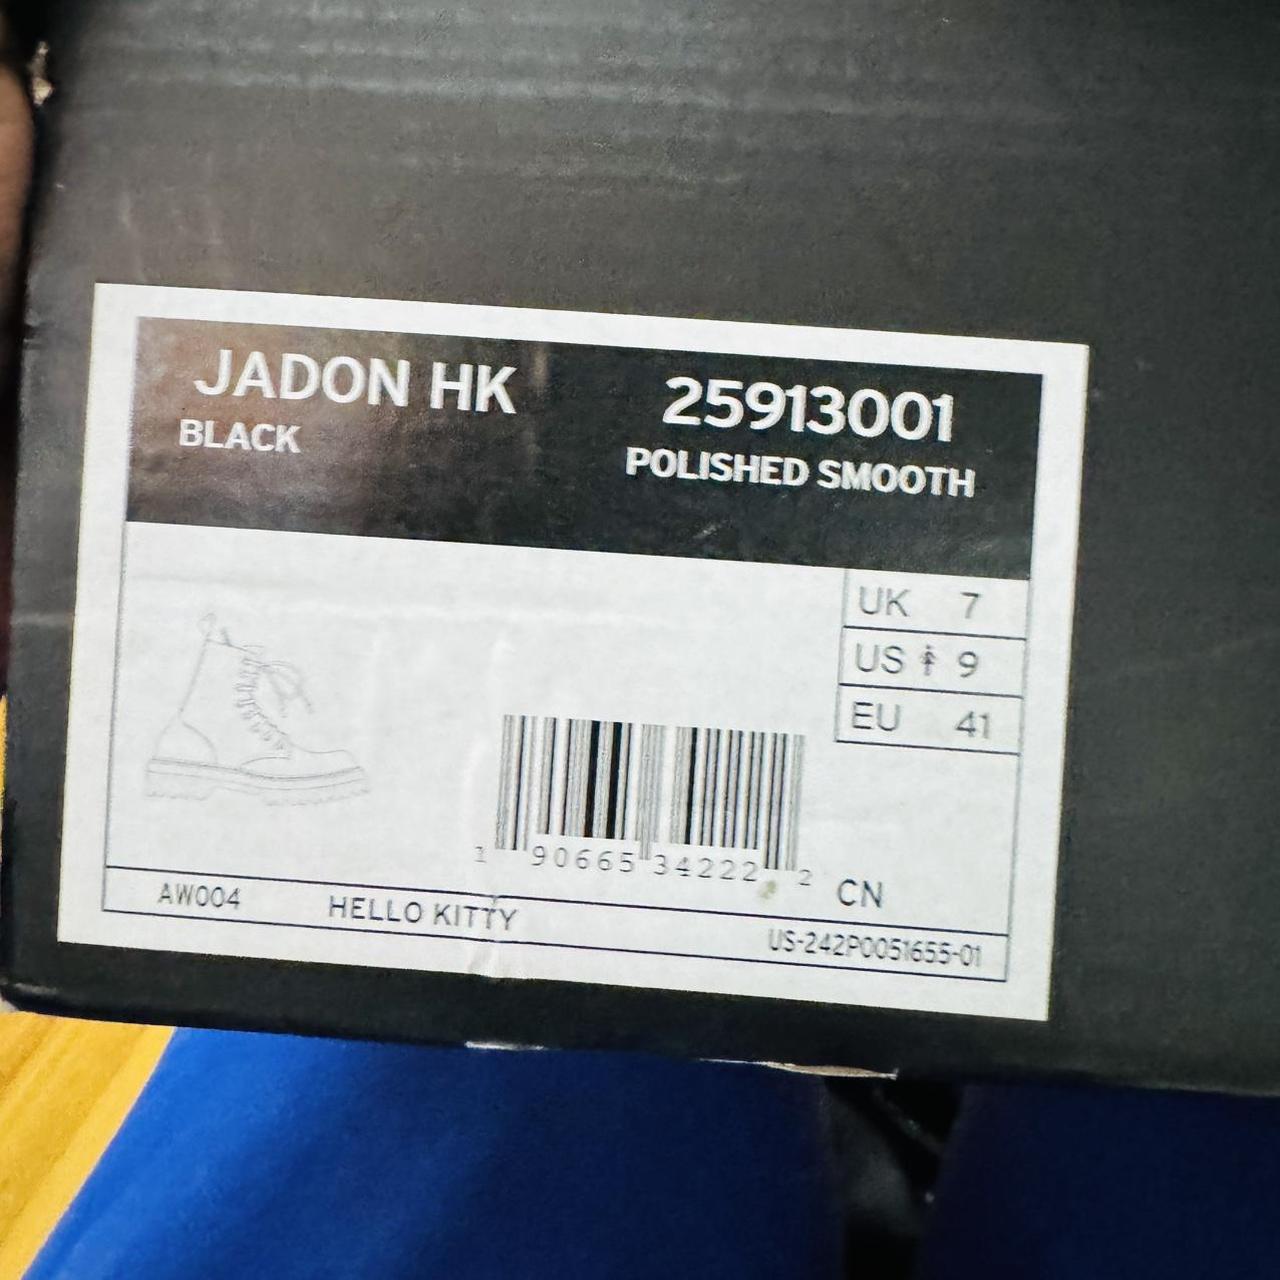 JADON HK 25913001
BLACK POLISHED SMOOTH
UK 7
US 9
EU 41
1 90665 34222 2 CN
AW004 HELLO KITTY US-242P0051655-01